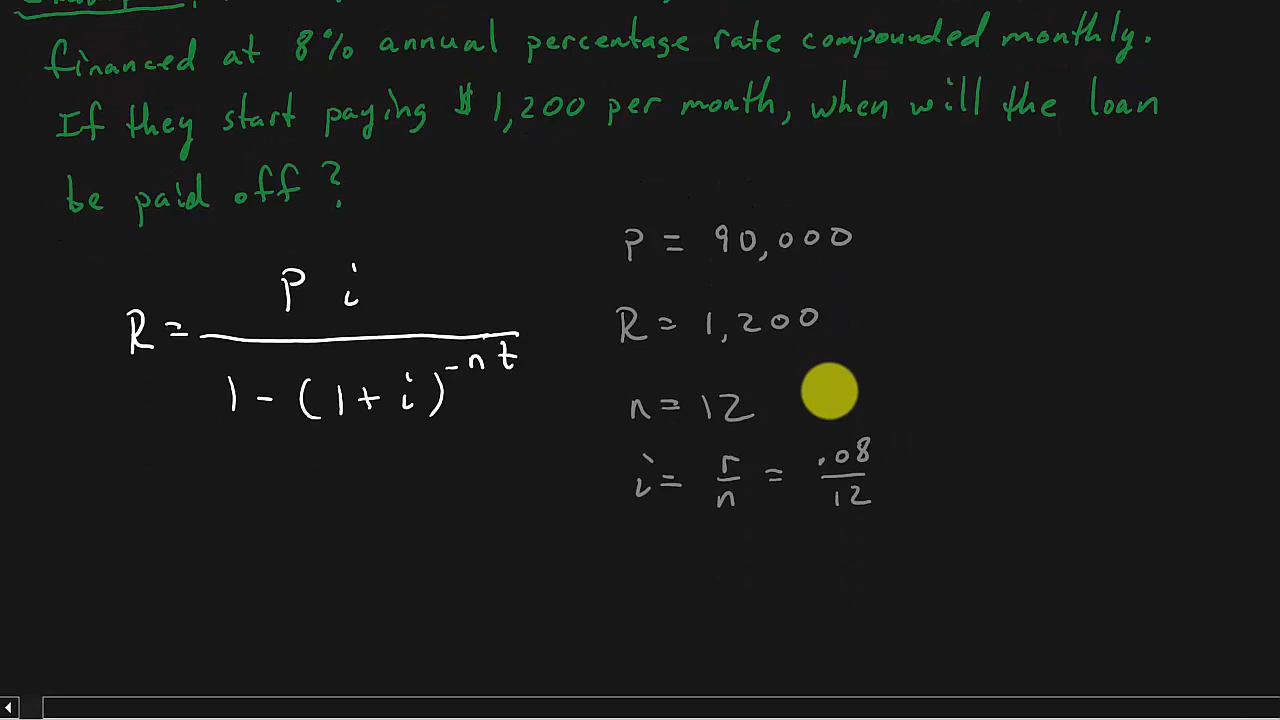 financed at 8% annual percentage rate compounded monthly.
If they start paying $1,200 per month, when will the loan
be paid off?
R = P i / 1 - (1 + i)^-nt
P = 90,000
R = 1,200
n = 12
i = r/n = .08/12